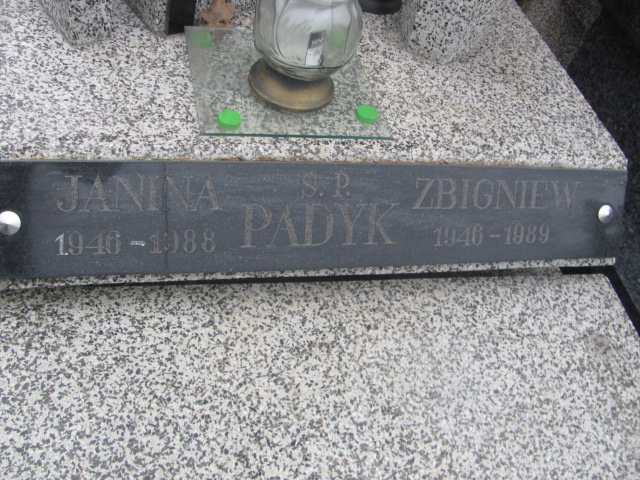 JANINA Ś.P. ZBIGNIEW
1946 - 1988 PADYK 1946 - 1989